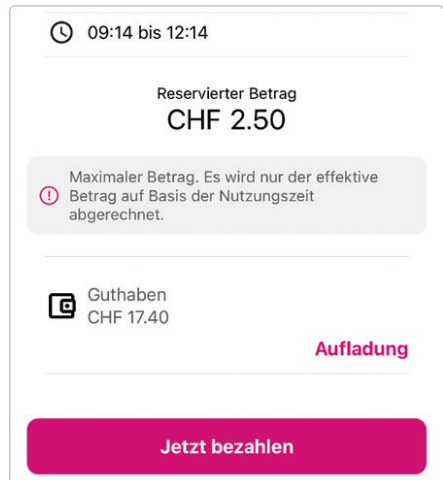 09:14 bis 12:14
Reservierter Betrag
CHF 2.50
Maximaler Betrag. Es wird nur der effektive
Betrag auf Basis der Nutzungszeit
abgerechnet.
Guthaben
CHF 17.40
Aufladung
Jetzt bezahlen